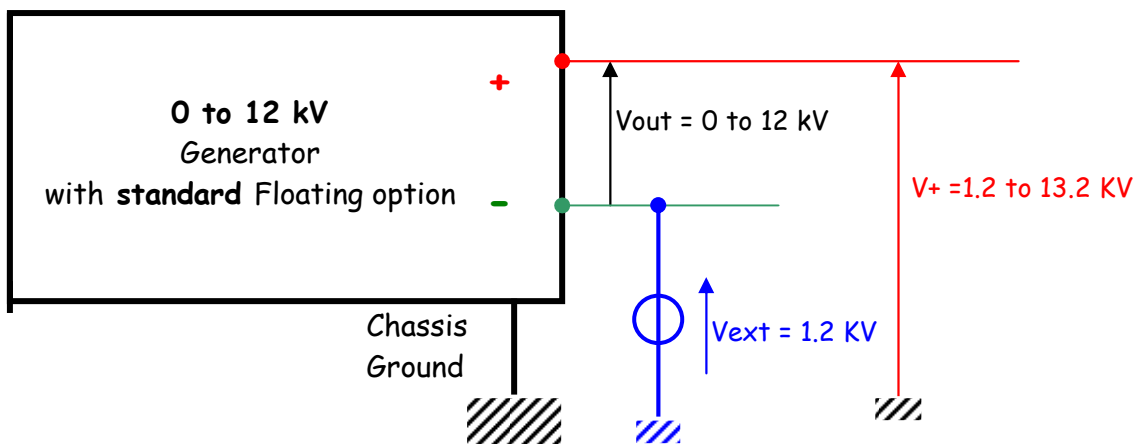 +
0 to 12 kV
Generator
with standard Floating option
-
Vout = 0 to 12 kV
V+ =1.2 to 13.2 KV
Vext = 1.2 KV
Chassis
Ground